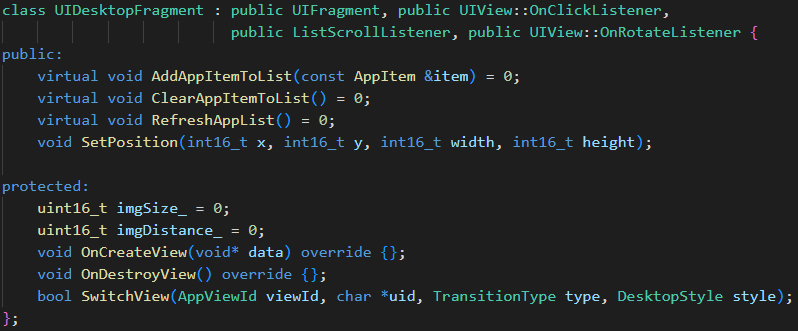 class UIDesktopFragment : public UIFragment, public UIView::OnClickListener,
                          public ListScrollListener, public UIView::OnRotateListener {
public:
    virtual void AddAppItemToList(const AppItem &item) = 0;
    virtual void ClearAppItemToList() = 0;
    virtual void RefreshAppList() = 0;
    void SetPosition(int16_t x, int16_t y, int16_t width, int16_t height);

protected:
    uint16_t imgSize_ = 0;
    uint16_t imgDistance_ = 0;
    void OnCreateView(void* data) override {};
    void OnDestroyView() override {};
    bool SwitchView(AppViewId viewId, char *uid, TransitionType type, DesktopStyle style);
};